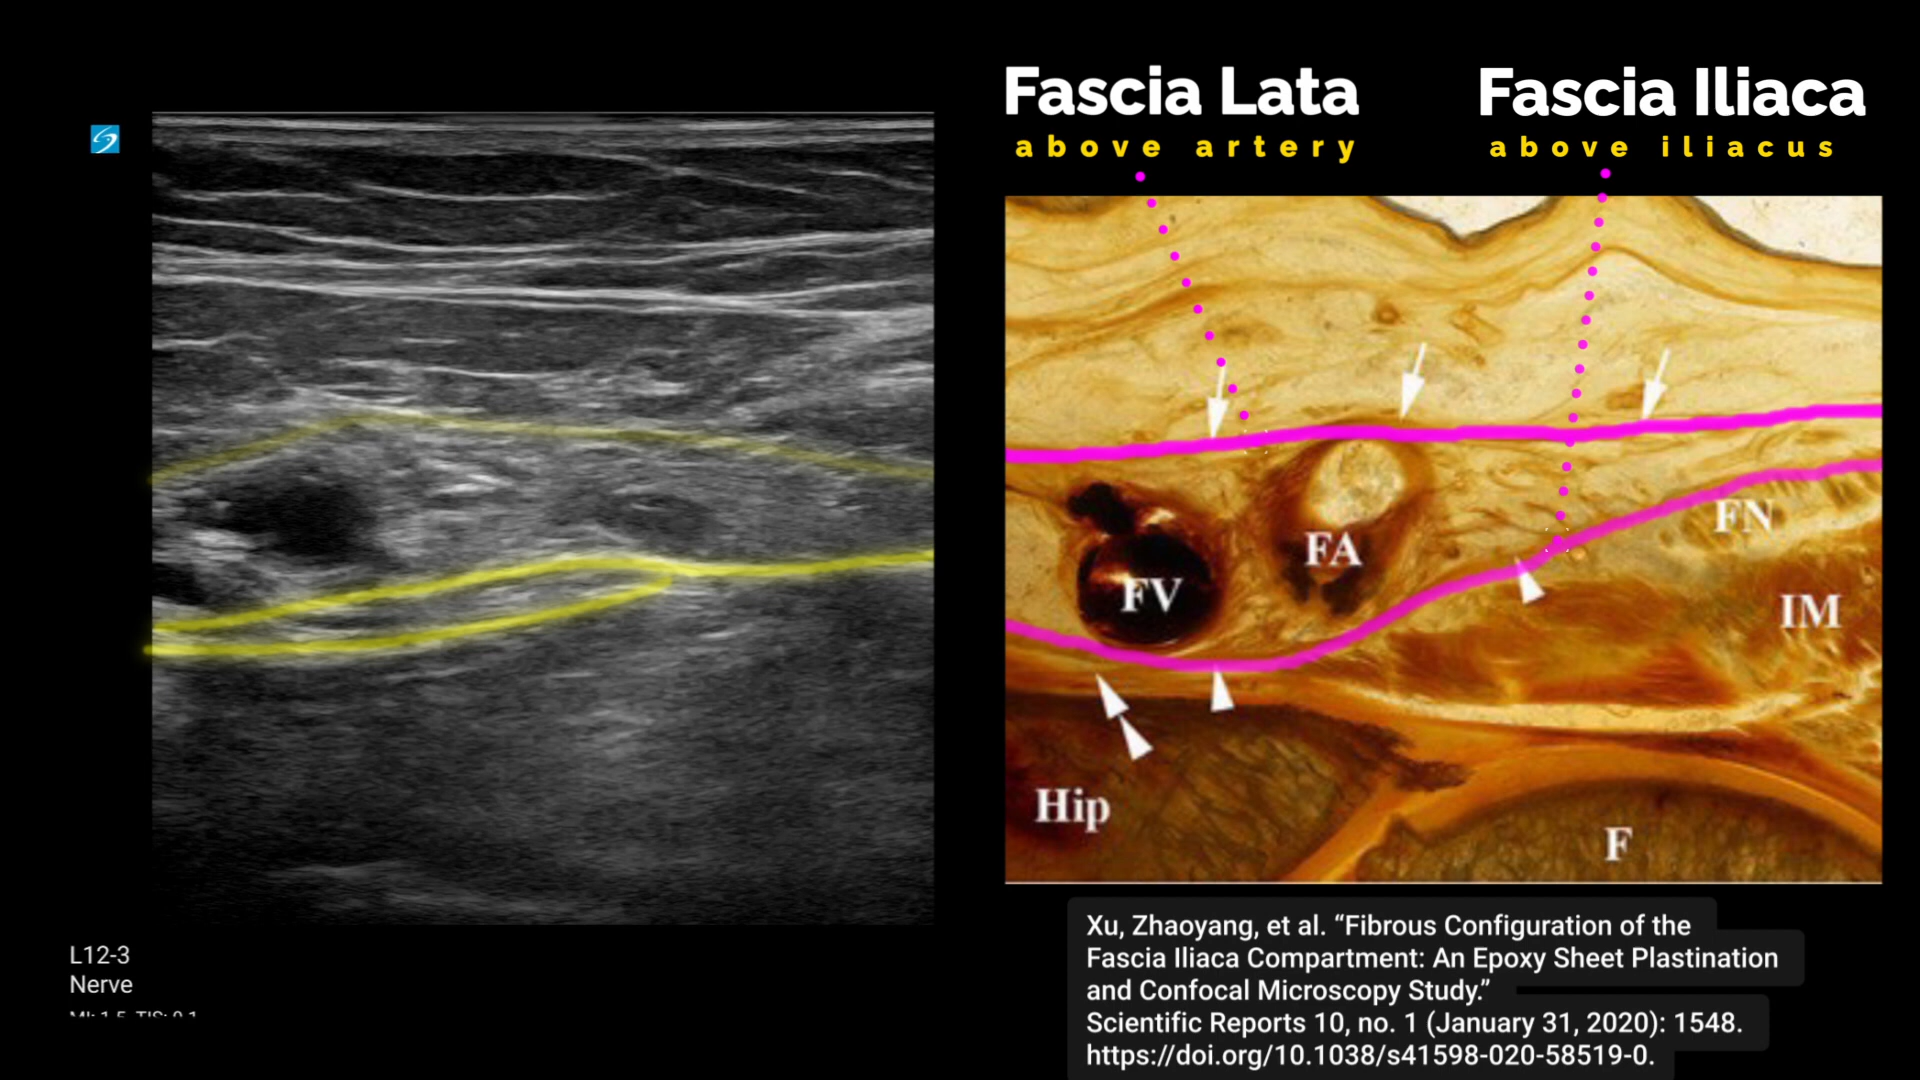 Fascia Lata
above artery
Fascia Iliaca
above iliacus
FV
FA
FN
IM
Hip
F
L12-3
Nerve
Xu, Zhaoyang, et al. “Fibrous Configuration of the
Fascia Iliaca Compartment: An Epoxy Sheet Plastination
and Confocal Microscopy Study.”
Scientific Reports 10, no. 1 (January 31, 2020): 1548.
https://doi.org/10.1038/s41598-020-58519-0.